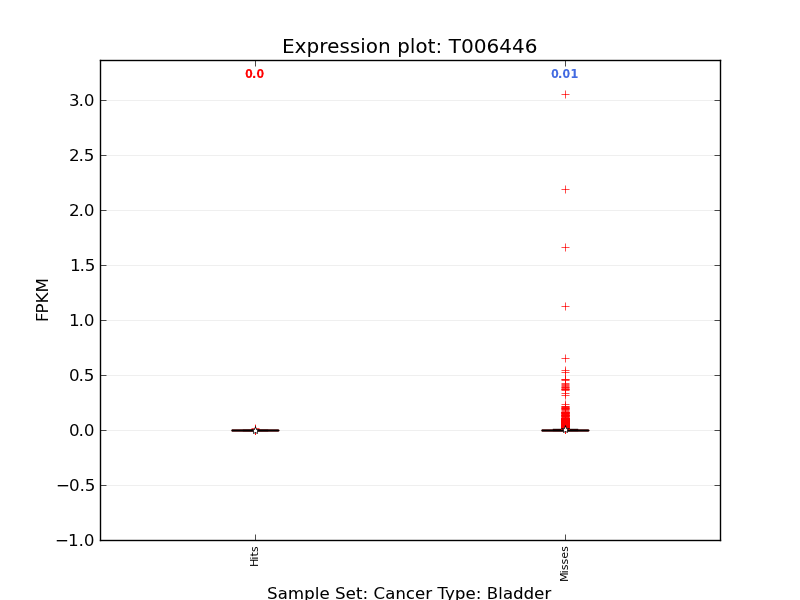 Expression plot: T006446
0.0
0.01
3.0
2.5
2.0
1.5
1.0
0.5
0.0
−0.5
−1.0
FPKM
Hits
Misses
Sample Set: Cancer Type: Bladder